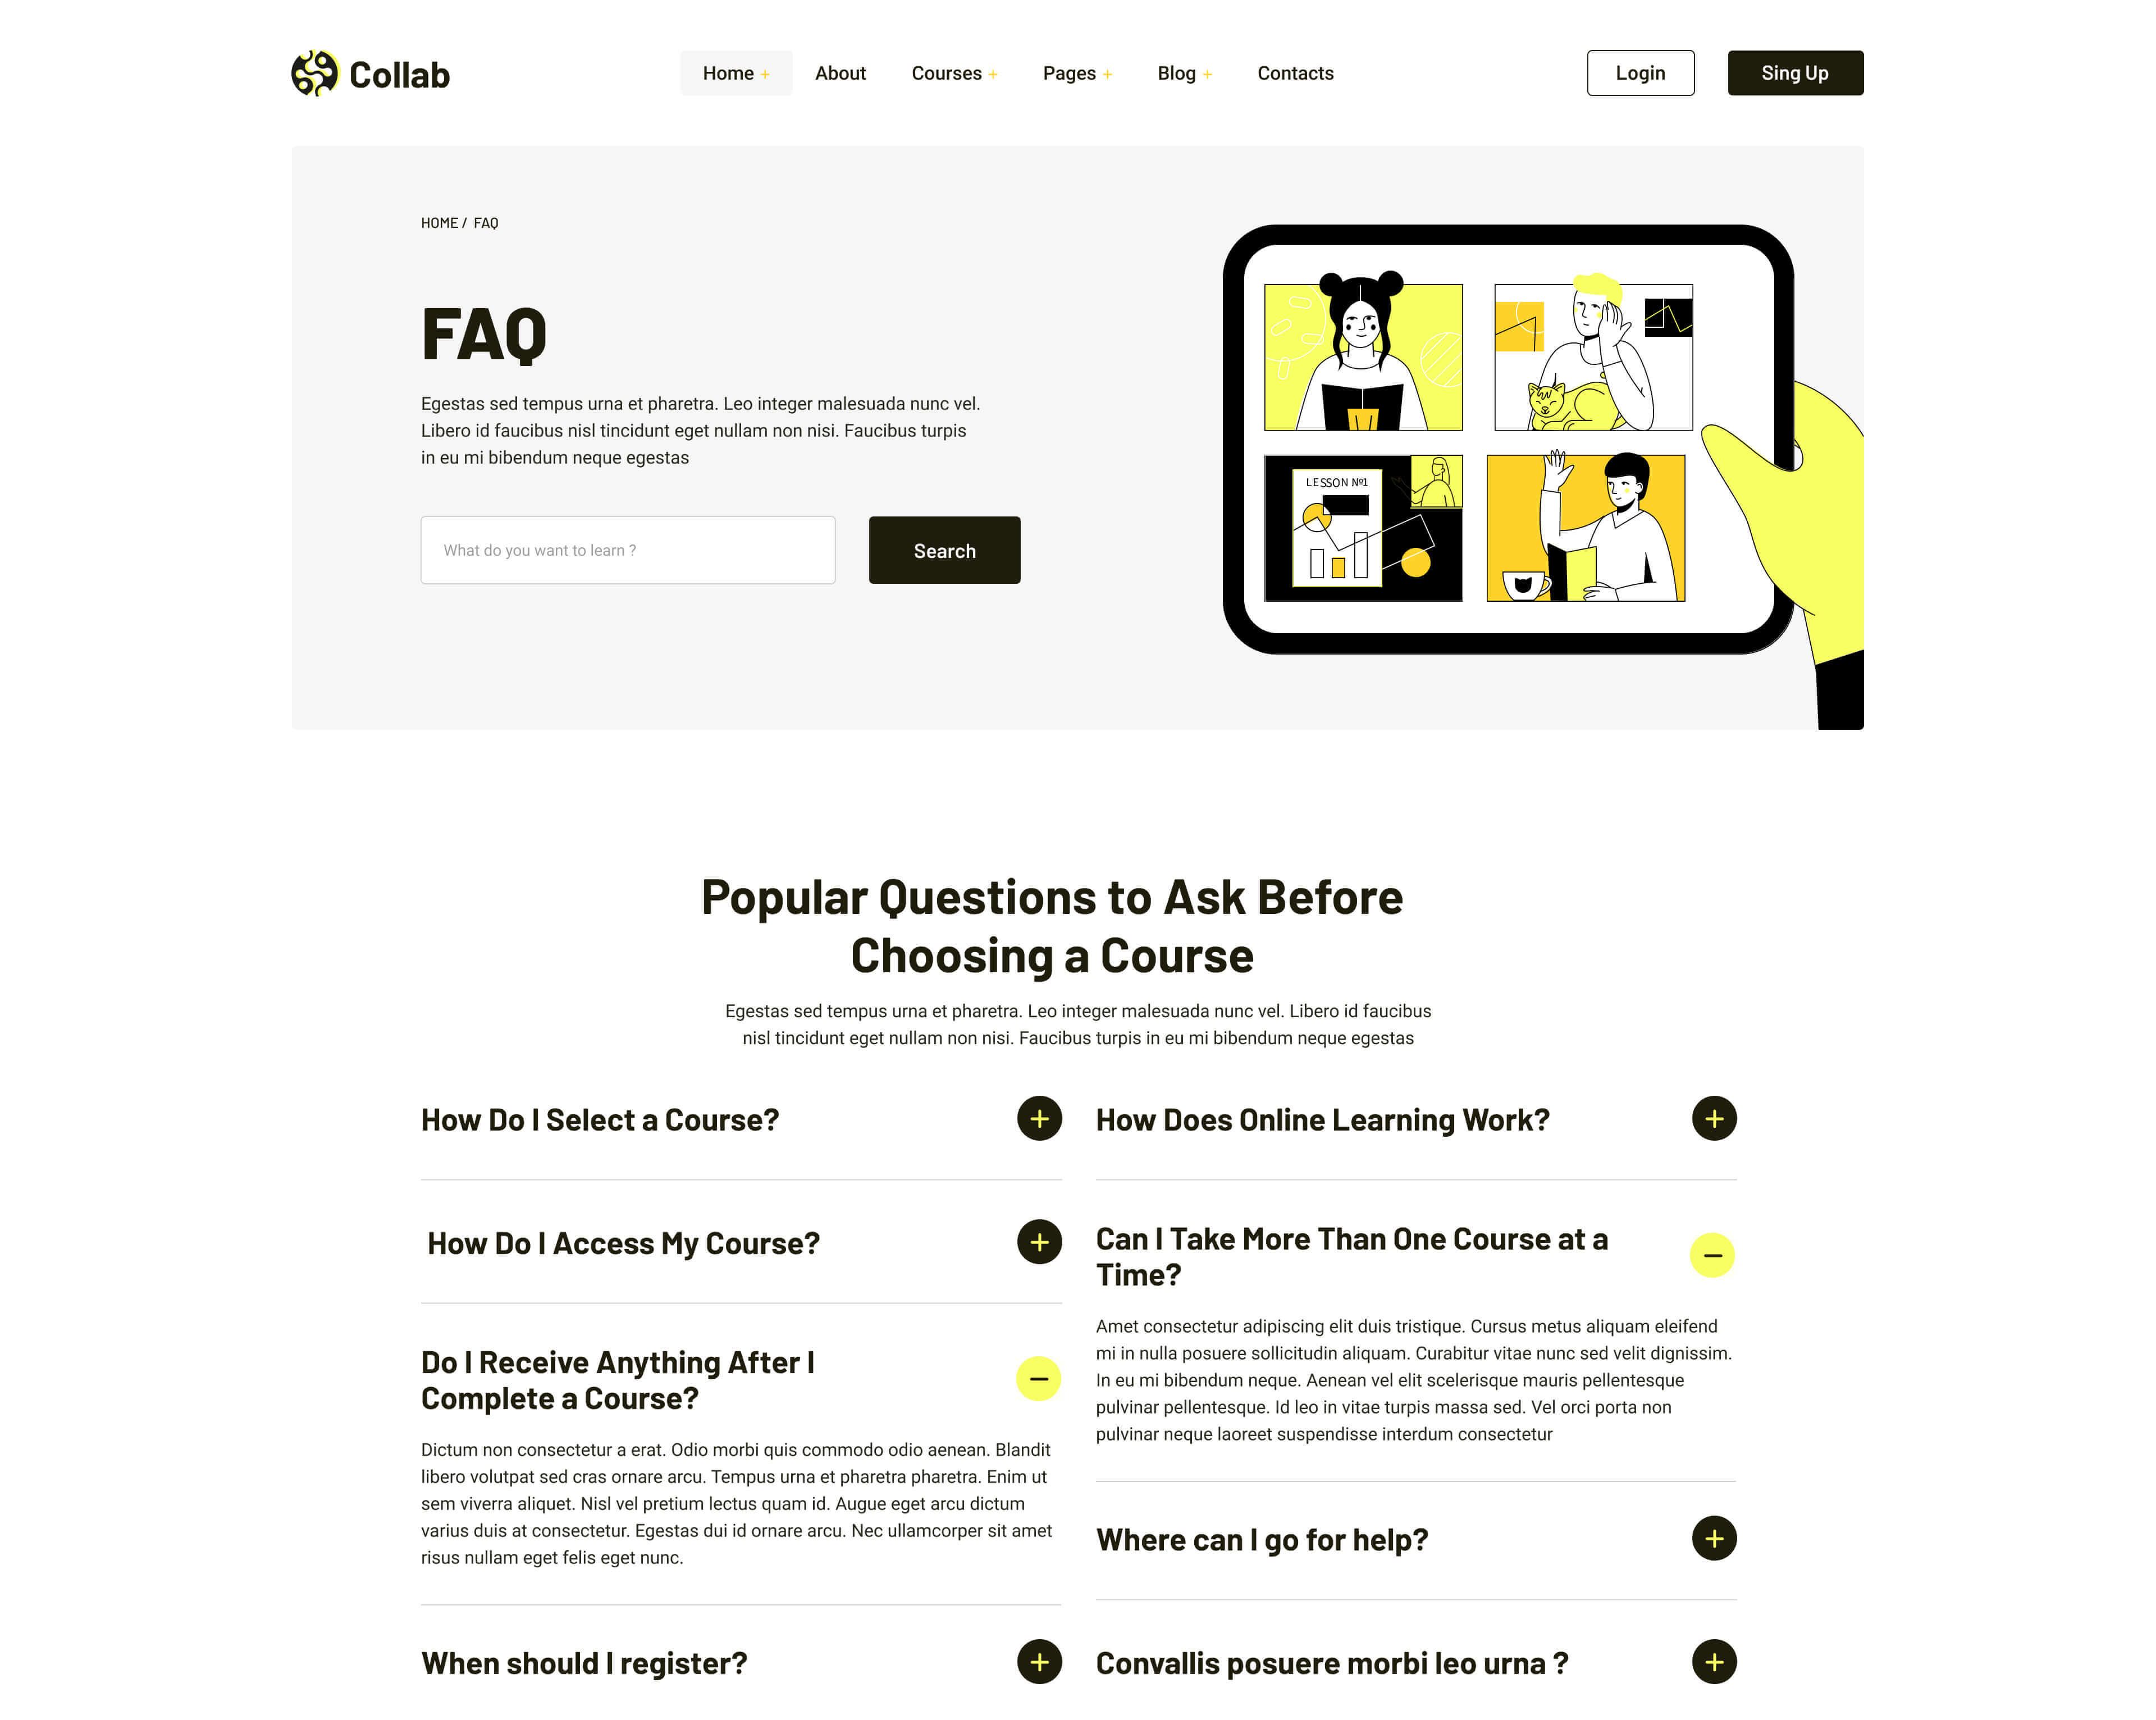 Collab
Home + About Courses + Pages + Blog + Contacts
Login
Sing Up
HOME / FAQ
FAQ
Egestas sed tempus urna et pharetra. Leo integer malesuada nunc vel.
Libero id faucibus nisl tincidunt eget nullam non nisi. Faucibus turpis
in eu mi bibendum neque egestas
What do you want to learn ?
Search
LESSON №1
Popular Questions to Ask Before
Choosing a Course
Egestas sed tempus urna et pharetra. Leo integer malesuada nunc vel. Libero id faucibus
nisl tincidunt eget nullam non nisi. Faucibus turpis in eu mi bibendum neque egestas
How Do I Select a Course?
How Do I Access My Course?
Do I Receive Anything After I
Complete a Course?
Dictum non consectetur a erat. Odio morbi quis commodo odio aenean. Blandit
libero volutpat sed cras ornare arcu. Tempus urna et pharetra pharetra. Enim ut
sem viverra aliquet. Nisl vel pretium lectus quam id. Augue eget arcu dictum
varius duis at consectetur. Egestas dui id ornare arcu. Nec ullamcorper sit amet
risus nullam eget felis eget nunc.
When should I register?
How Does Online Learning Work?
Can I Take More Than One Course at a
Time?
Amet consectetur adipiscing elit duis tristique. Cursus metus aliquam eleifend
mi in nulla posuere sollicitudin aliquam. Curabitur vitae nunc sed velit dignissim.
In eu mi bibendum neque. Aenean vel elit scelerisque mauris pellentesque
pulvinar pellentesque. Id leo in vitae turpis massa sed. Vel orci porta non
pulvinar neque laoreet suspendisse interdum consectetur
Where can I go for help?
Convallis posuere morbi leo urna ?